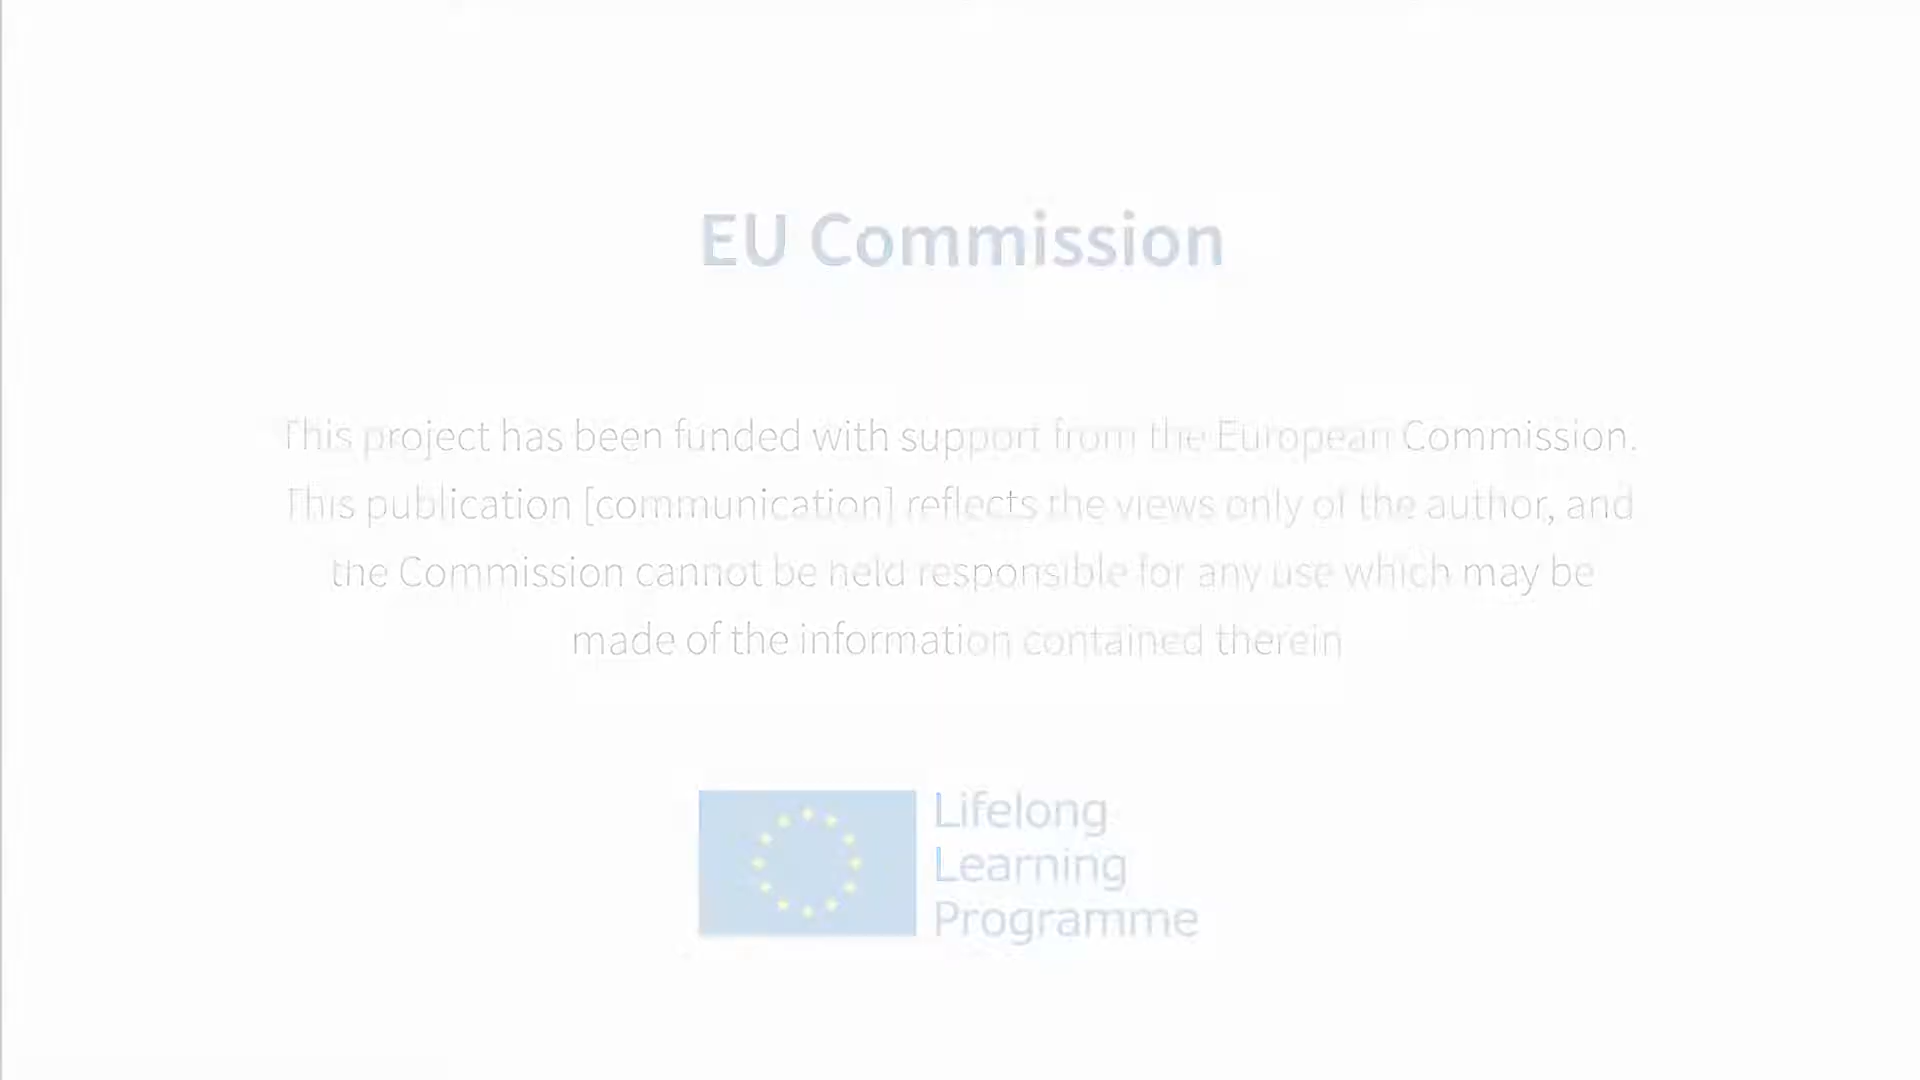 EU Commission
This project has been funded with support from the European Commission.
This publication [communication] reflects the views only of the author, and
the Commission cannot be held responsible for any use which may be
made of the information contained therein
Lifelong
Learning
Programme